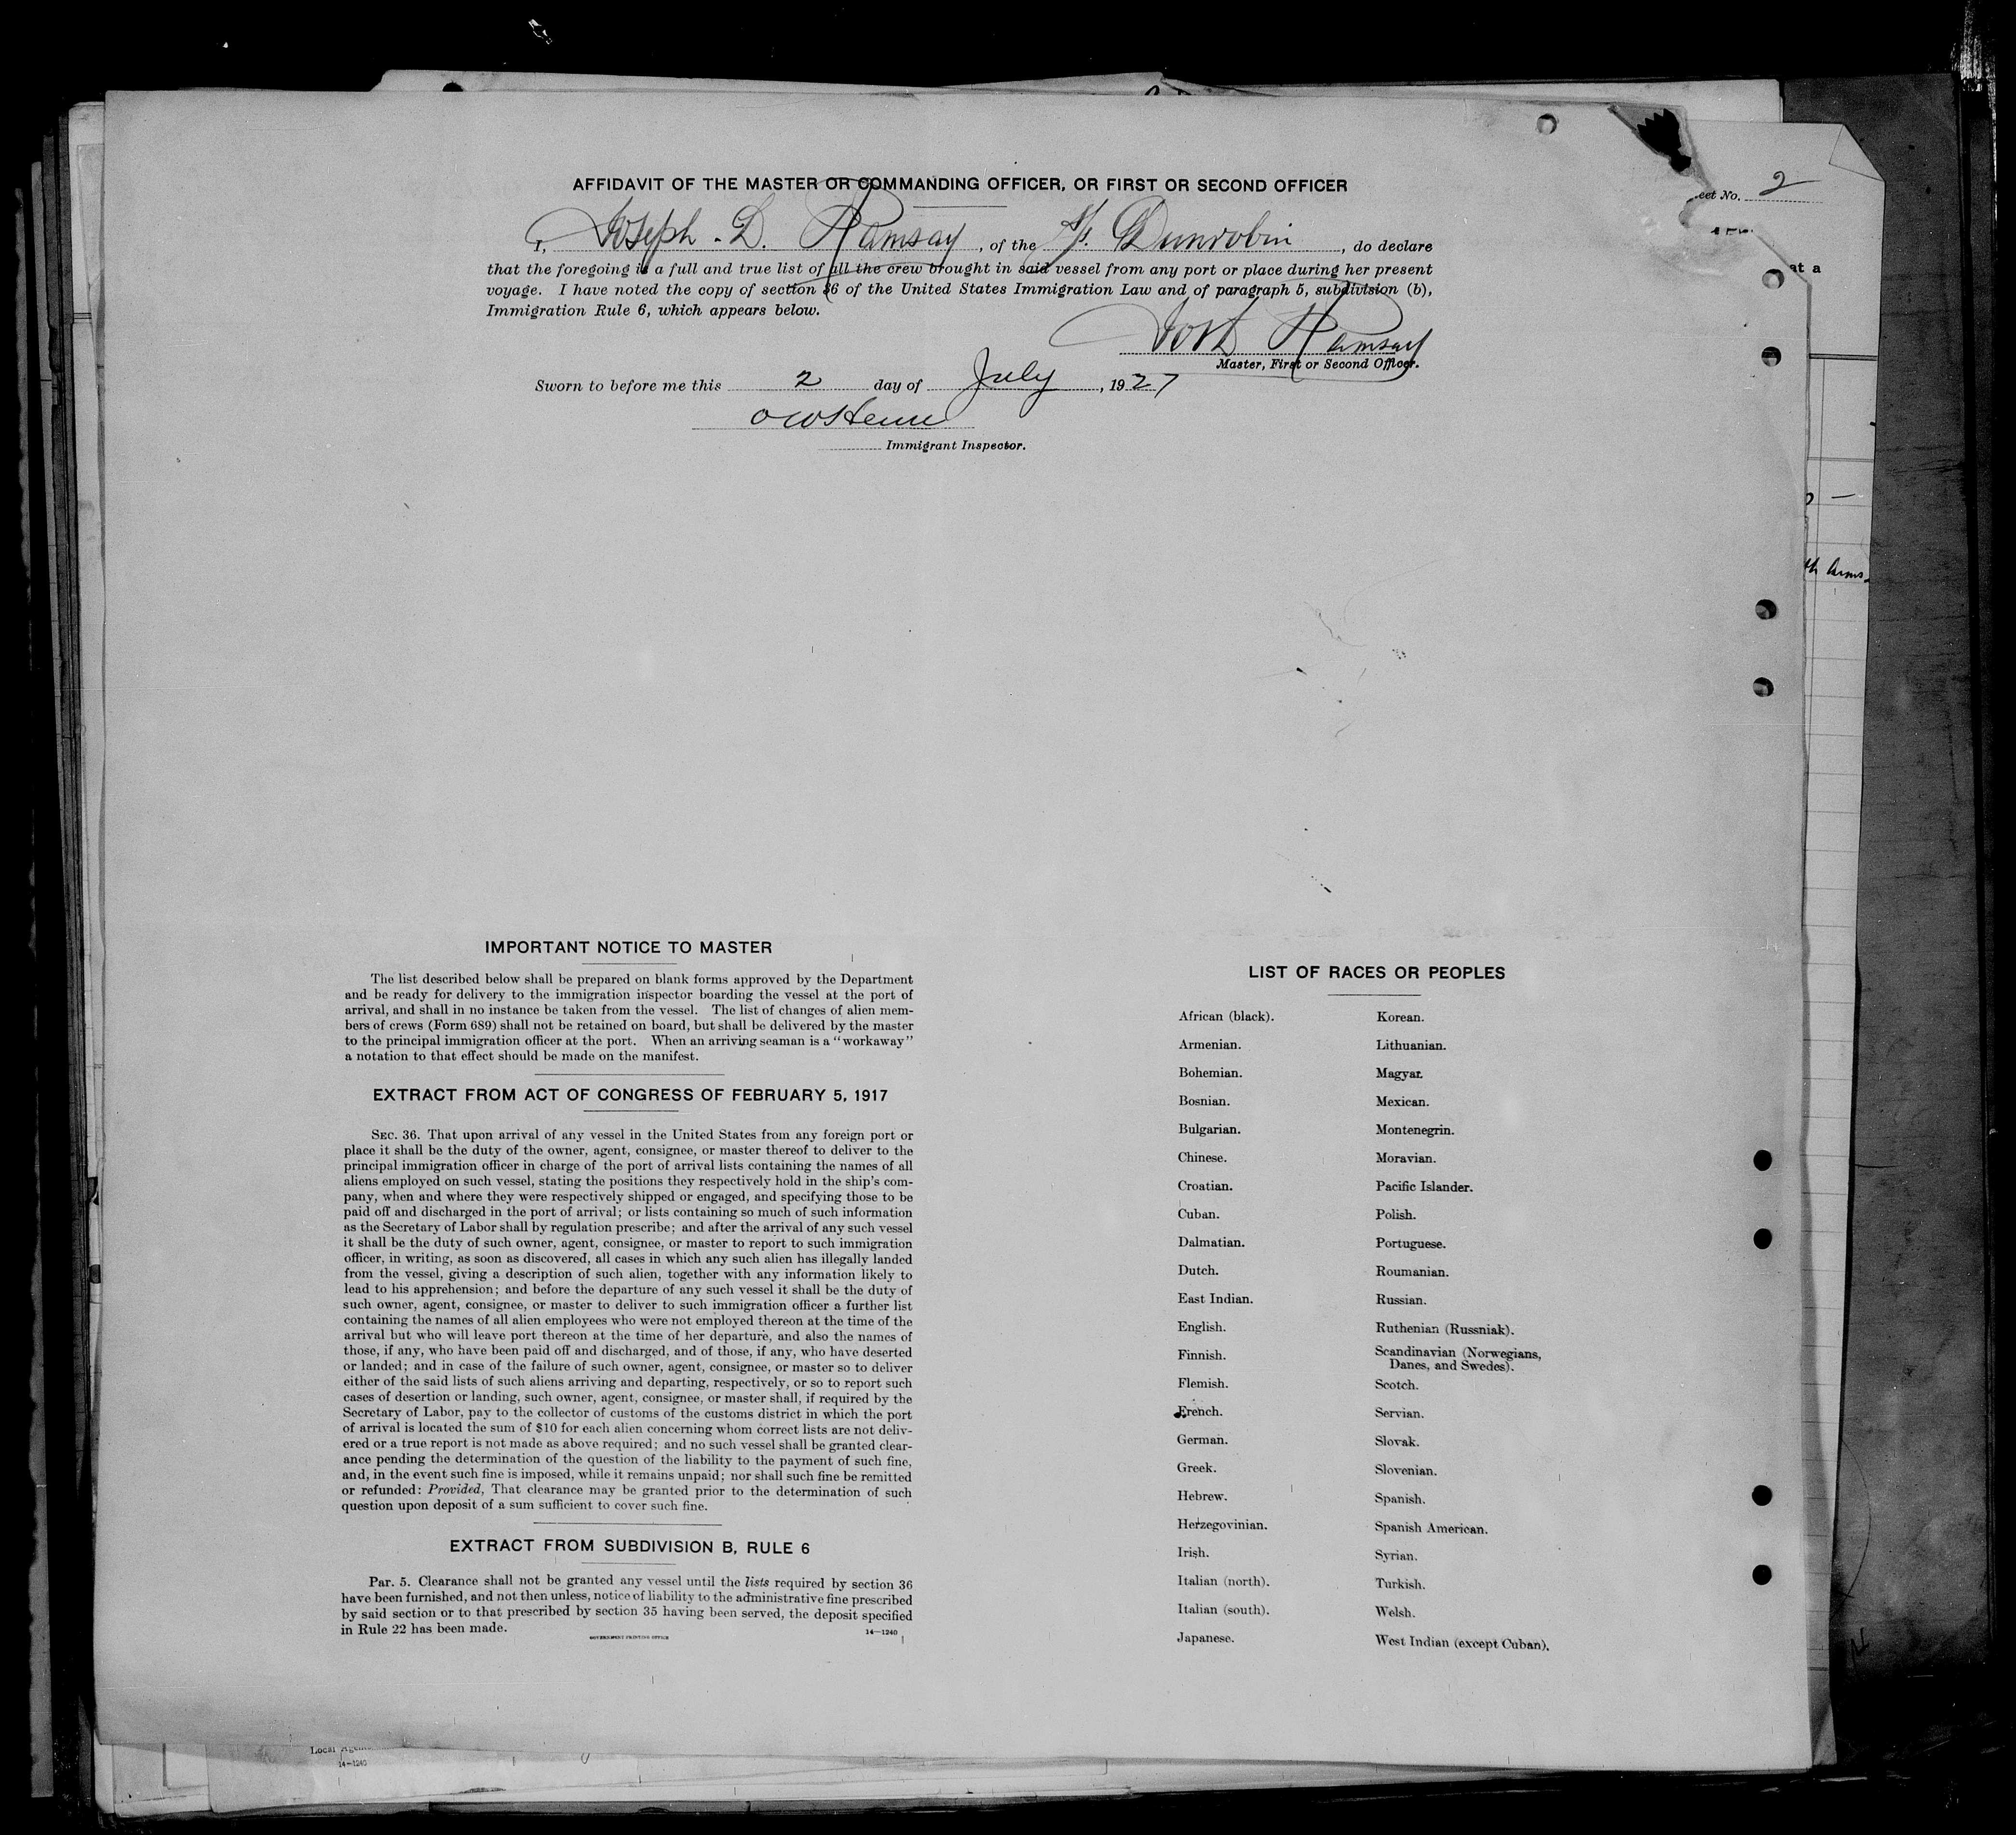 AFFIDAVIT OF THE MASTER OR COMMANDING OFFICER, OR FIRST OR SECOND OFFICER
I, Joseph - D. Ramsay, of the S/s. Dunrobin, do declare
that the foregoing is a full and true list of all the crew brought in said vessel from any port or place during her present
voyage. I have noted the copy of section 36 of the United States Immigration Law and of paragraph 5, subdivision (b),
Immigration Rule 6, which appears below.
Ramsay
Master, First or Second Officer.
Sworn to before me this 2 day of July, 1927
Immigrant Inspector.
eet No. 2
at a
IMPORTANT NOTICE TO MASTER
The list described below shall be prepared on blank forms approved by the Department
and be ready for delivery to the immigration inspector boarding the vessel at the port of
arrival, and shall in no instance be taken from the vessel. The list of changes of alien mem-
bers of crews (Form 689) shall not be retained on board, but shall be delivered by the master
to the principal immigration officer at the port. When an arriving seaman is a "workaway"
a notation to that effect should be made on the manifest.
EXTRACT FROM ACT OF CONGRESS OF FEBRUARY 5, 1917
SEC. 36. That upon arrival of any vessel in the United States from any foreign port or
place it shall be the duty of the owner, agent, consignee, or master thereof to deliver to the
principal immigration officer in charge of the port of arrival lists containing the names of all
aliens employed on such vessel, stating the positions they respectively hold in the ship's com-
pany, when and where they were respectively shipped or engaged, and specifying those to be
paid off and discharged in the port of arrival; or lists containing so much of such information
as the Secretary of Labor shall by regulation prescribe; and after the arrival of any such vessel
it shall be the duty of such owner, agent, consignee, or master to report to such immigration
officer, in writing, as soon as discovered, all cases in which any such alien has illegally landed
from the vessel, giving a description of such alien, together with any information likely to
lead to his apprehension; and before the departure of any such vessel it shall be the duty of
such owner, agent, consignee, or master to deliver to such immigration officer a further list
containing the names of all alien employees who were not employed thereon at the time of the
arrival but who will leave port thereon at the time of her departure, and also the names of
those, if any, who have been paid off and discharged, and of those, if any, who have deserted
or landed; and in case of the failure of such owner, agent, consignee, or master so to deliver
either of the said lists of such aliens arriving and departing, respectively, or so to report such
cases of desertion or landing, such owner, agent, consignee, or master shall, if required by the
Secretary of Labor, pay to the collector of customs of the customs district in which the port
of arrival is located the sum of $10 for each alien concerning whom correct lists are not deliv-
ered or a true report is not made as above required; and no such vessel shall be granted clear-
ance pending the determination of the question of the liability to the payment of such fine,
and, in the event such fine is imposed, while it remains unpaid; nor shall such fine be remitted
or refunded: Provided, That clearance may be granted prior to the determination of such
question upon deposit of a sum sufficient to cover such fine.
EXTRACT FROM SUBDIVISION B, RULE 6
Par. 5. Clearance shall not be granted any vessel until the lists required by section 36
have been furnished, and not then unless, notice of liability to the administrative fine prescribed
by said section or to that prescribed by section 35 having been served, the deposit specified
in Rule 22 has been made.
GOVERNMENT PRINTING OFFICE 14—1240
LIST OF RACES OR PEOPLES
African (black). Korean.
Armenian. Lithuanian.
Bohemian. Magyar.
Bosnian. Mexican.
Bulgarian. Montenegrin.
Chinese. Moravian.
Croatian. Pacific Islander.
Cuban. Polish.
Dalmatian. Portuguese.
Dutch. Roumanian.
East Indian. Russian.
English. Ruthenian (Russniak).
Finnish. Scandinavian (Norwegians,
Danes, and Swedes).
Flemish. Scotch.
French. Servian.
German. Slovak.
Greek. Slovenian.
Hebrew. Spanish.
Herzegovinian. Spanish American.
Irish. Syrian.
Italian (north). Turkish.
Italian (south). Welsh.
Japanese. West Indian (except Cuban).
Local
14—1240